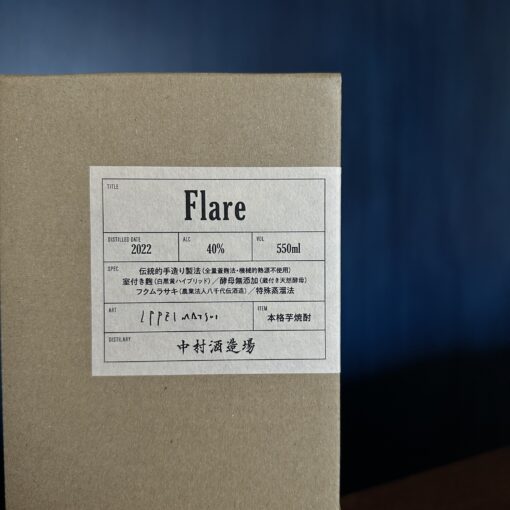 TITLE
Flare
DISTILLED DATE
2022
ALC
40%
VOL
550ml
SPEC
伝統的手造り製法(全量蓋麹法・機械的熱源不使用)
室付き麹(白黒黄ハイブリッド)/酵母無添加(蔵付き天然酵母)
フクムラサキ(農業法人八千代伝酒造)/特殊蒸溜法
ART
ITEM
本格芋焼酎
DISTILLARY
中村酒造場